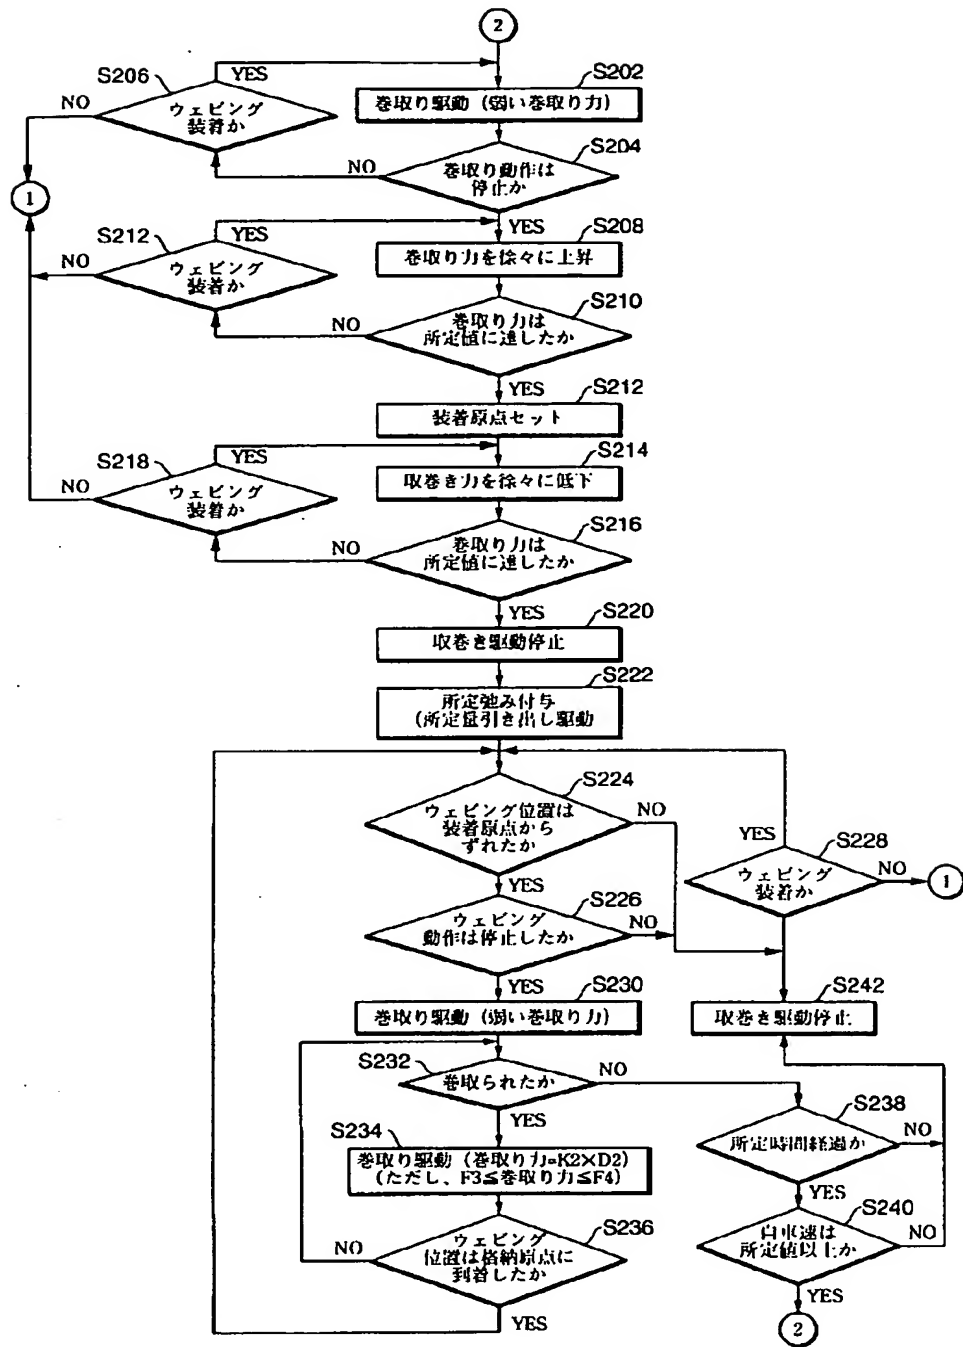 2
S206
YES
S202
NO
ウェビング
装着か
巻取り駆動（弱い巻取り力）
S204
NO
巻取り動作は
停止か
1
YES
S212
YES
S208
NO
ウェビング
装着か
巻取り力を徐々に上昇
S210
NO
巻取り力は
所定値に達したか
YES
S212
装着原点セット
S218
YES
S214
NO
ウェビング
装着か
取巻き力を徐々に低下
S216
NO
巻取り力は
所定値に達したか
YES
S220
取巻き駆動停止
S222
所定弛み付与
（所定量引き出し駆動
S224
ウェビング位置は
装着原点から
ずれたか
NO
YES
S228
YES
ウェビング
装着か
NO
1
S226
ウェビング
動作は停止したか
NO
YES
S230
巻取り駆動（弱い巻取り力）
S242
取巻き駆動停止
S232
巻取られたか
NO
YES
S238
所定時間経過か
NO
S234
巻取り駆動（巻取り力=K2×D2）
（ただし、F3≦巻取り力≦F4）
YES
S240
S236
NO
ウェビング
位置は格納原点に
到着したか
自車速は
所定値以上か
NO
YES
YES
2